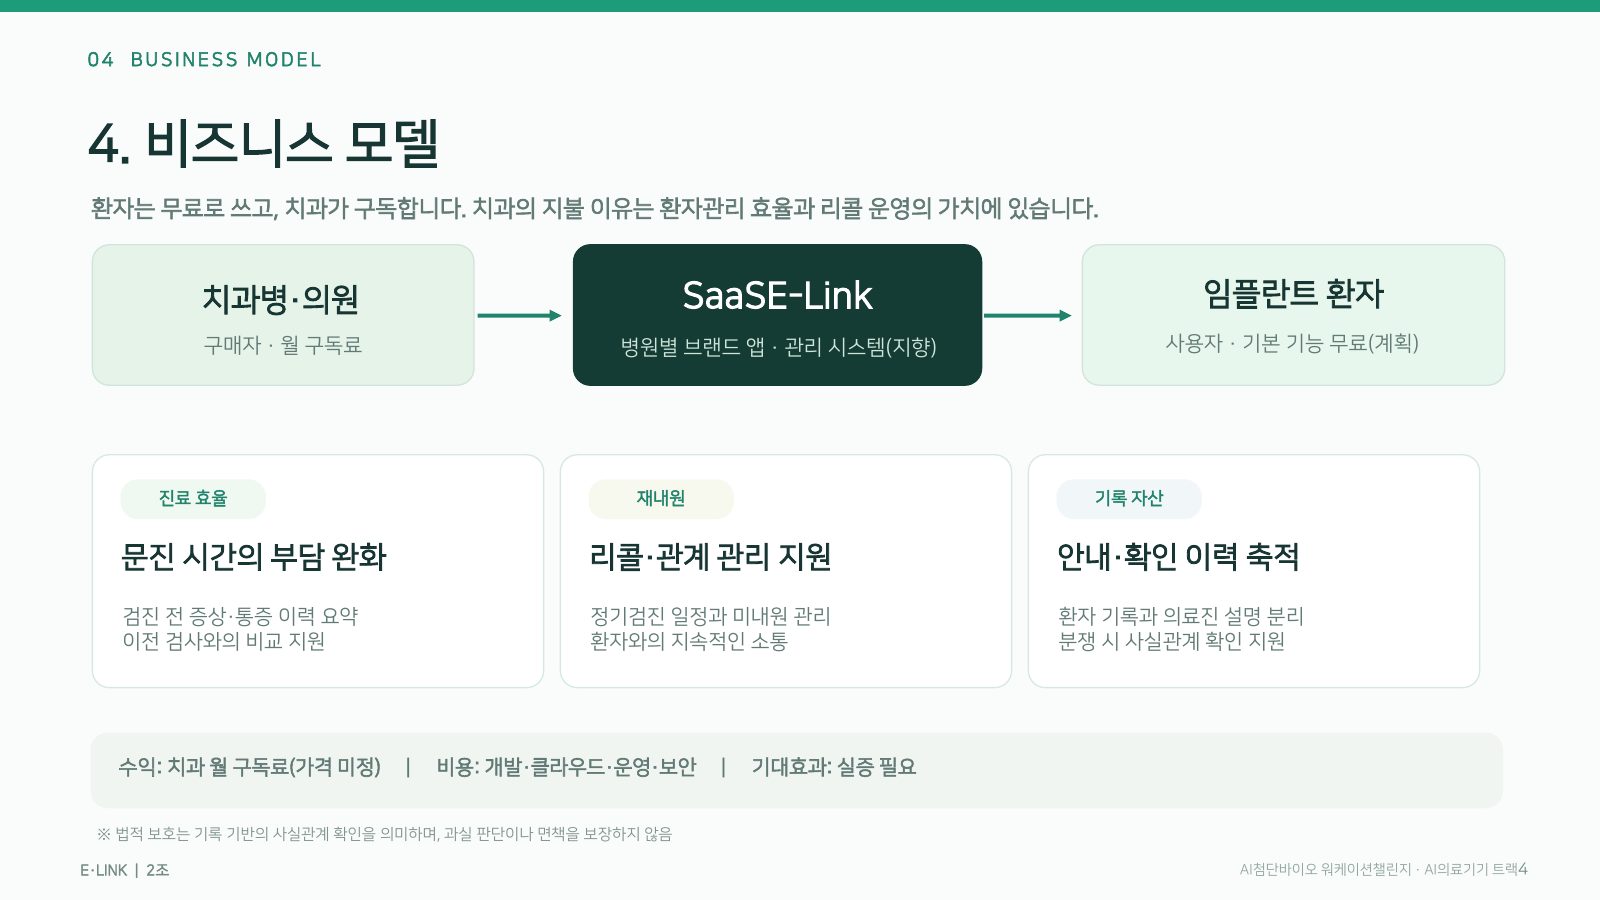 04 BUSINESS MODEL
4. 비즈니스 모델
환자는 무료로 쓰고, 치과가 구독합니다. 치과의 지불 이유는 환자관리 효율과 리콜 운영의 가치에 있습니다.
치과병·의원
구매자 · 월 구독료
SaaSE-Link
병원별 브랜드 앱 · 관리 시스템(지향)
임플란트 환자
사용자 · 기본 기능 무료(계획)
진료 효율
문진 시간의 부담 완화
검진 전 증상·통증 이력 요약
이전 검사와의 비교 지원
재내원
리콜·관계 관리 지원
정기검진 일정과 미내원 관리
환자와의 지속적인 소통
기록 자산
안내·확인 이력 축적
환자 기록과 의료진 설명 분리
분쟁 시 사실관계 확인 지원
수익: 치과 월 구독료(가격 미정) | 비용: 개발·클라우드·운영·보안 | 기대효과: 실증 필요
※ 법적 보호는 기록 기반의 사실관계 확인을 의미하며, 과실 판단이나 면책을 보장하지 않음
E·LINK | 2조
AI첨단바이오 워케이션챌린지 · AI의료기기 트랙4